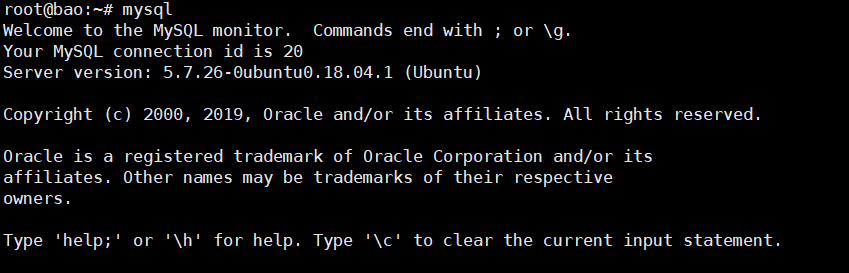 root@bao:~# mysql
Welcome to the MySQL monitor.  Commands end with ; or \g.
Your MySQL connection id is 20
Server version: 5.7.26-0ubuntu0.18.04.1 (Ubuntu)
Copyright (c) 2000, 2019, Oracle and/or its affiliates. All rights reserved.
Oracle is a registered trademark of Oracle Corporation and/or its
affiliates. Other names may be trademarks of their respective
owners.
Type 'help;' or '\h' for help. Type '\c' to clear the current input statement.